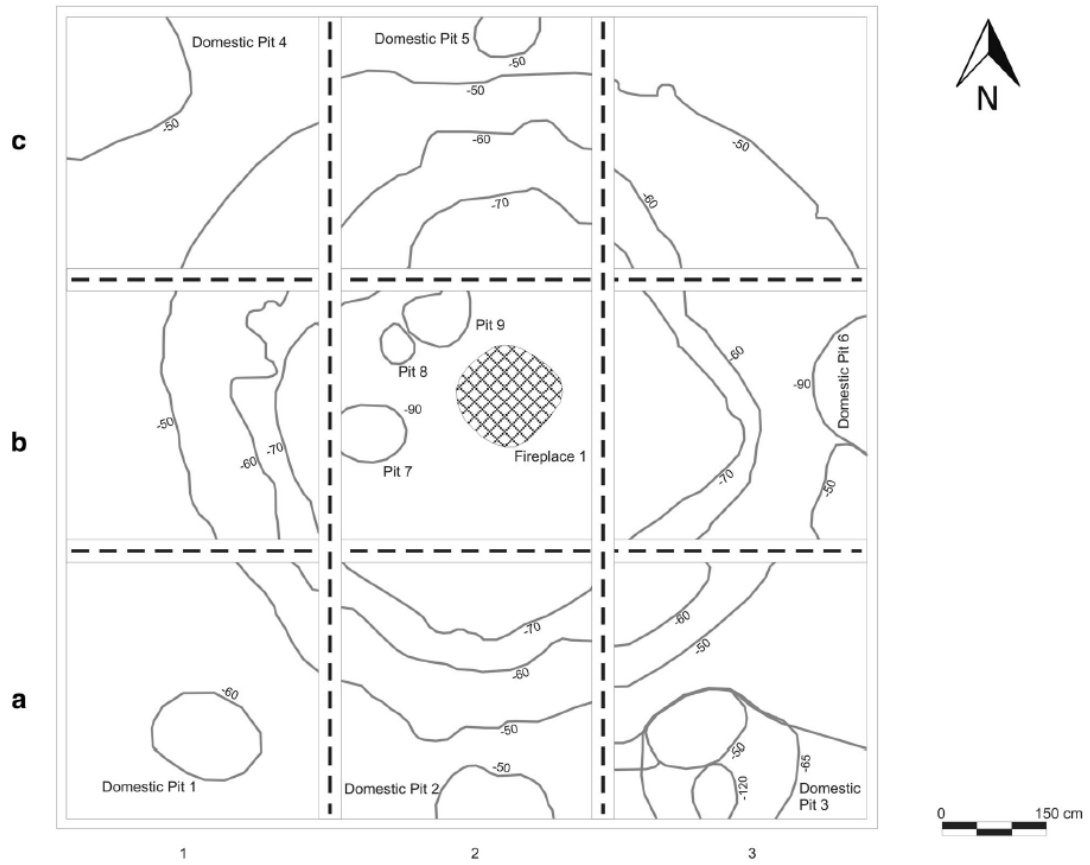 Domestic Pit 4
Domestic Pit 5
N
-50
-50
-50
c
-60
-50
-60
-70
Pit 9
Pit 8
-60
Domestic Pit 6
-90
-90
-50
b
-70
-60
Pit 7
Fireplace 1
-70
-50
-60
-70
-50
-60
a
-60
-50
-50
-50
-65
-120
Domestic Pit 1
Domestic Pit 2
Domestic
Pit 3
0 150 cm
1 2 3